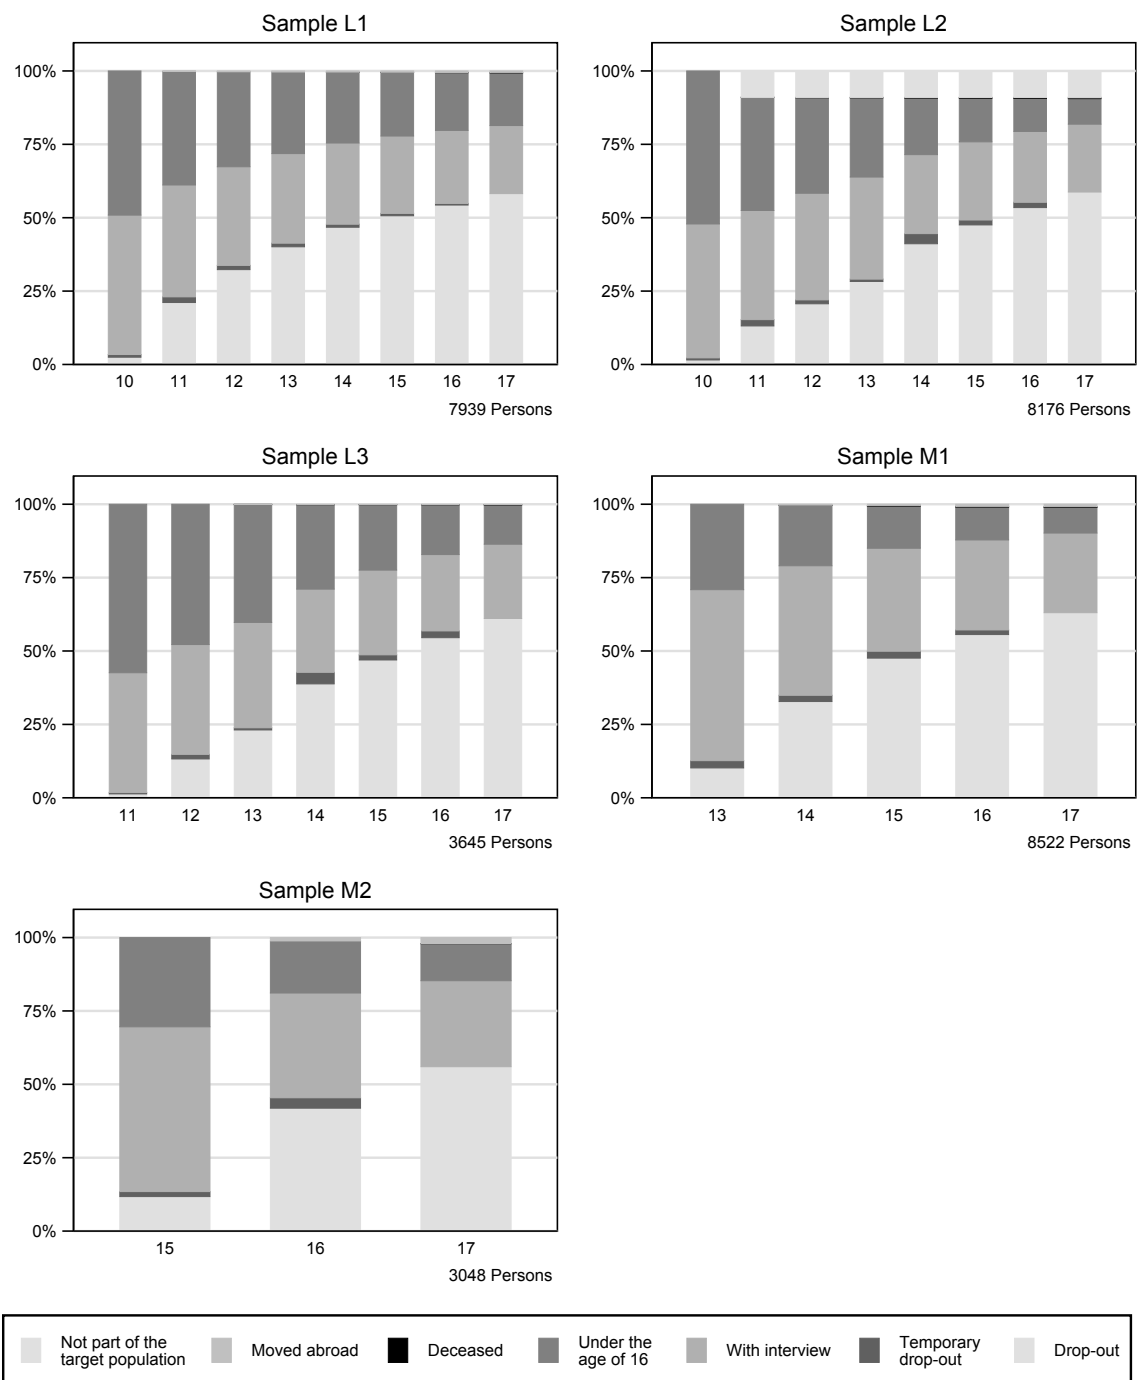 Sample L1
100%
75%
50%
25%
0%
10 11 12 13 14 15 16 17
7939 Persons
Sample L2
100%
75%
50%
25%
0%
10 11 12 13 14 15 16 17
8176 Persons
Sample L3
100%
75%
50%
25%
0%
11 12 13 14 15 16 17
3645 Persons
Sample M1
100%
75%
50%
25%
0%
13 14 15 16 17
8522 Persons
Sample M2
100%
75%
50%
25%
0%
15 16 17
3048 Persons
Not part of the
target population
Moved abroad
Deceased
Under the
age of 16
With interview
Temporary
drop-out
Drop-out